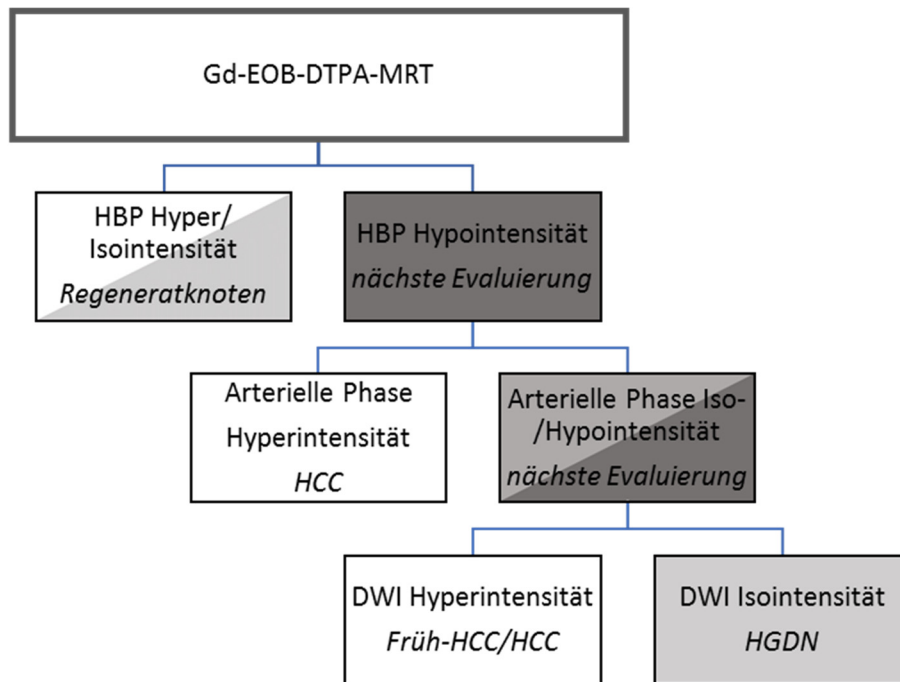 Gd-EOB-DTPA-MRT
HBP Hyper/
Isointensität
Regeneratknoten
HBP Hypointensität
nächste Evaluierung
Arterielle Phase
Hyperintensität
HCC
Arterielle Phase Iso-
/Hypointensität
nächste Evaluierung
DWI Hyperintensität
Früh-HCC/HCC
DWI Isointensität
HGDN